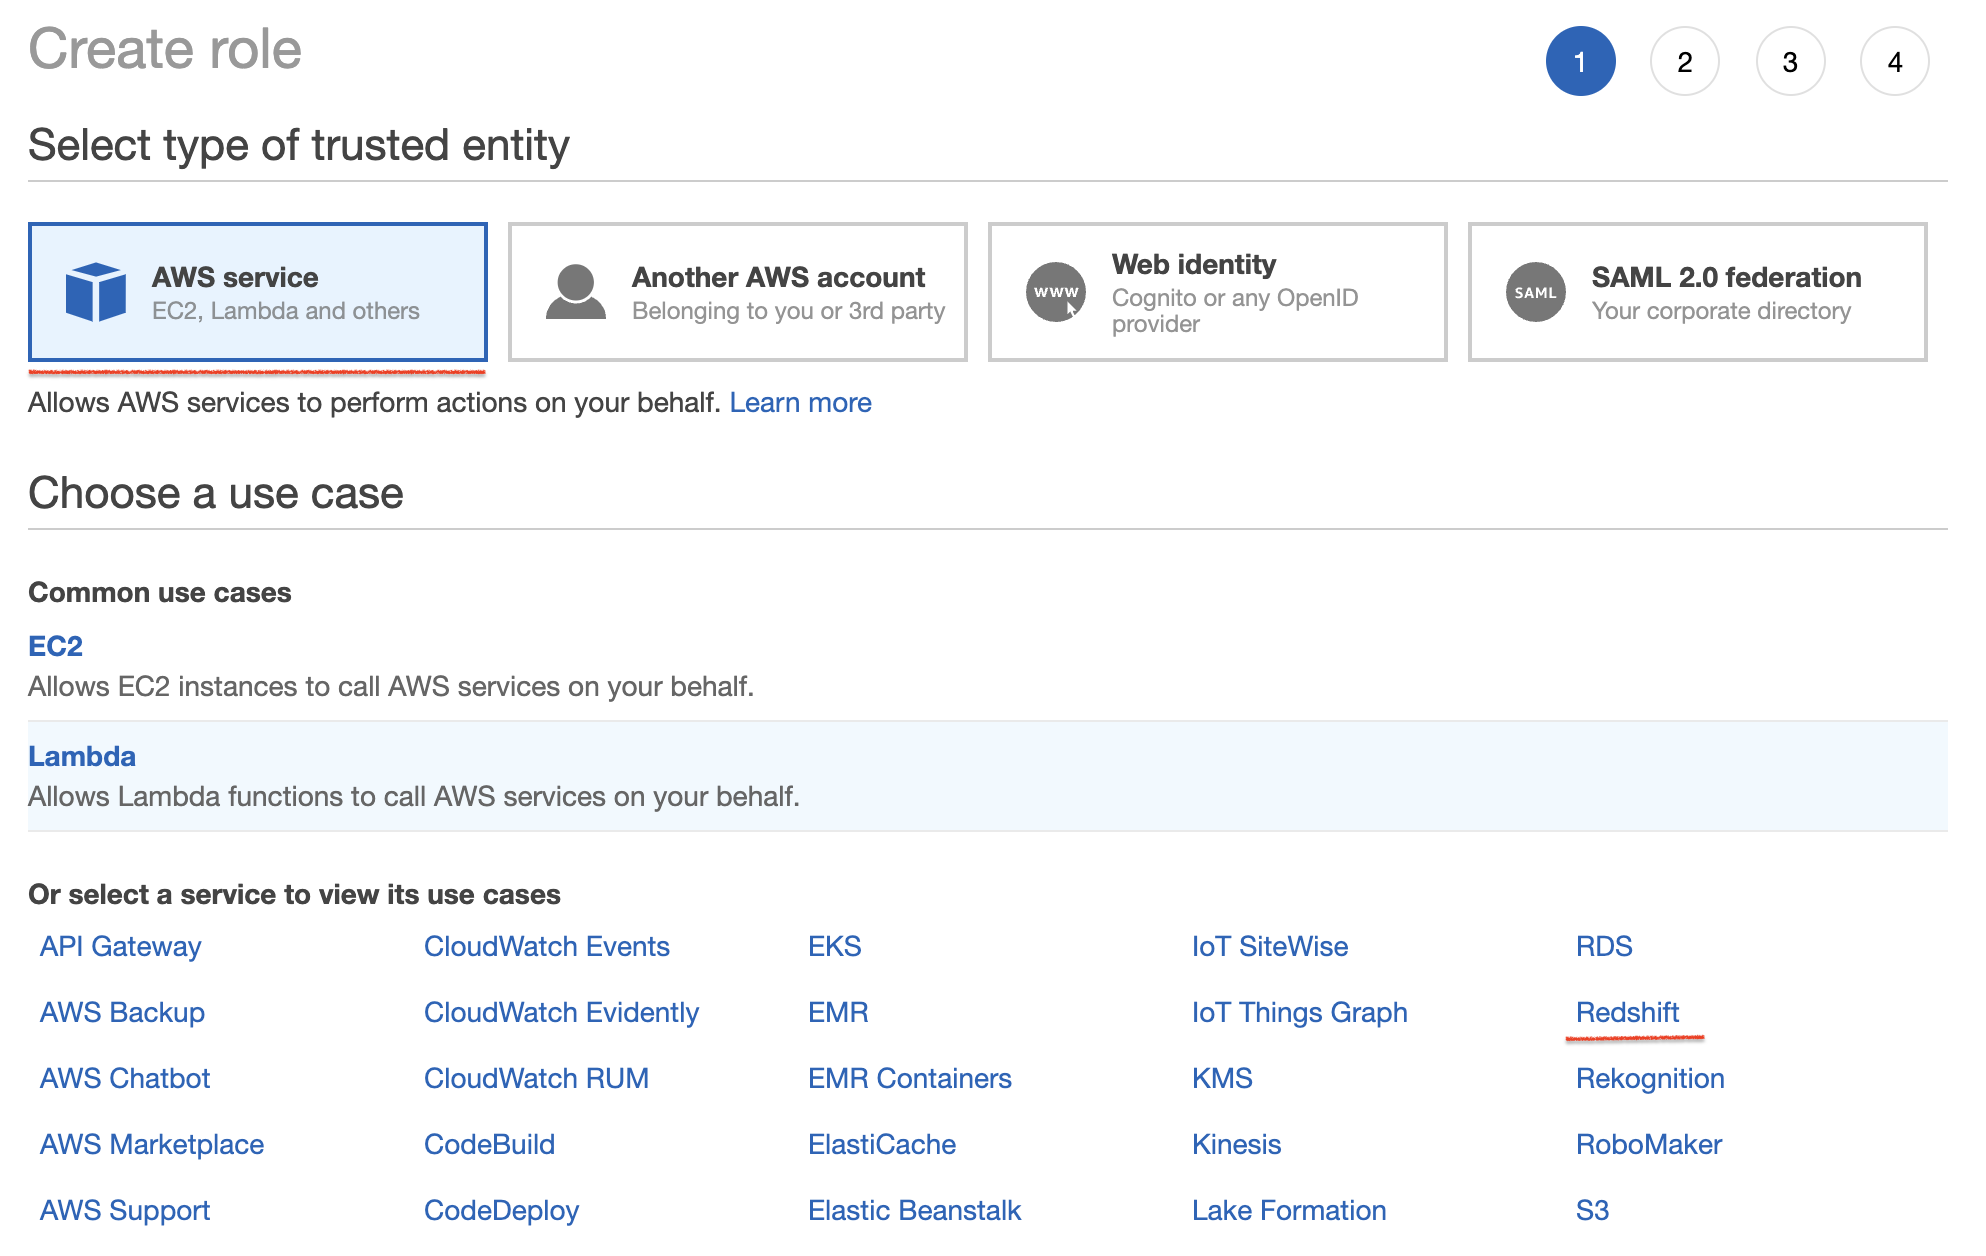 Create role
1 2 3 4
Select type of trusted entity
AWS service
EC2, Lambda and others
Another AWS account
Belonging to you or 3rd party
www
Web identity
Cognito or any OpenID
provider
SAML
SAML 2.0 federation
Your corporate directory
Allows AWS services to perform actions on your behalf. Learn more
Choose a use case
Common use cases
EC2
Allows EC2 instances to call AWS services on your behalf.
Lambda
Allows Lambda functions to call AWS services on your behalf.
Or select a service to view its use cases
API Gateway CloudWatch Events EKS IoT SiteWise RDS
AWS Backup CloudWatch Evidently EMR IoT Things Graph Redshift
AWS Chatbot CloudWatch RUM EMR Containers KMS Rekognition
AWS Marketplace CodeBuild ElastiCache Kinesis RoboMaker
AWS Support CodeDeploy Elastic Beanstalk Lake Formation S3